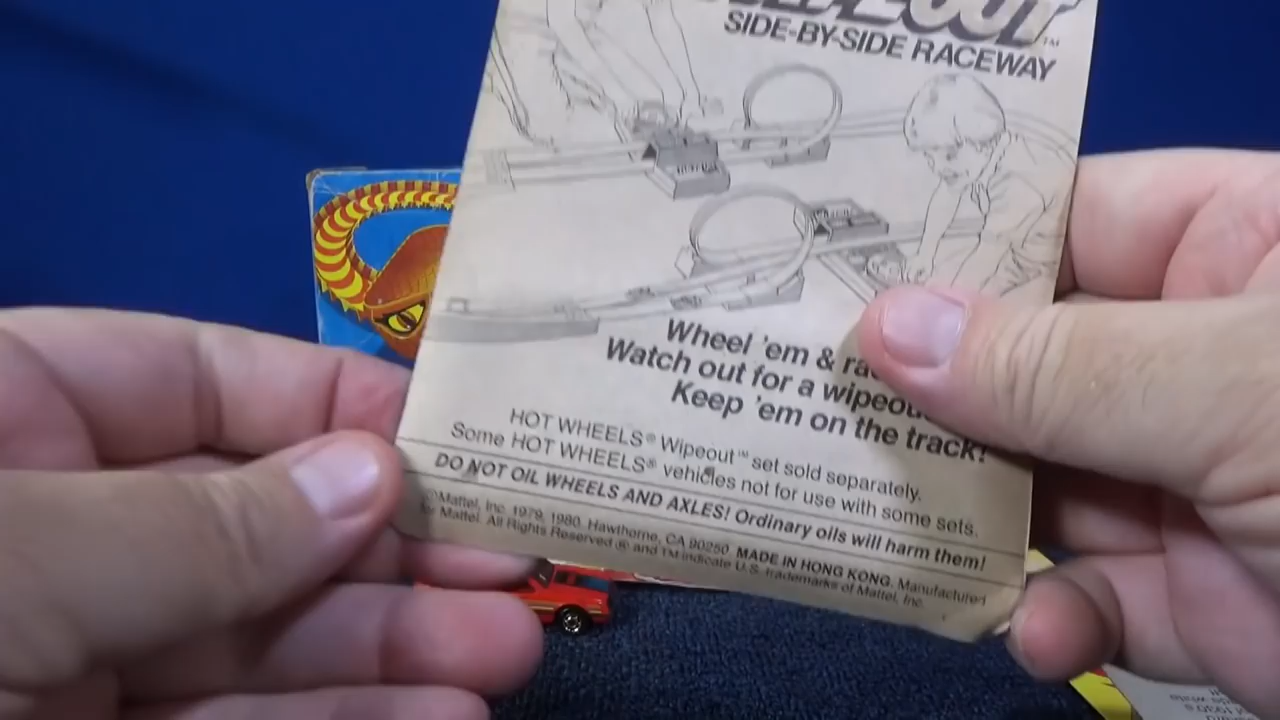 SIDE-BY-SIDE RACEWAY
Wheel 'em &
Watch out for a wipeou
Keep 'em on the track!
HOT WHEELS® Wipeout™ set sold separately.
Some HOT WHEELS® vehicles not for use with some sets.
DO NOT OIL WHEELS AND AXLES! Ordinary oils will harm them!
©Mattel, Inc. 1979, 1980. Hawthorne, CA 90250 MADE IN HONG KONG. Manufactured
for Mattel. All Rights Reserved ® and TM indicate U.S. trademarks of Mattel, Inc.